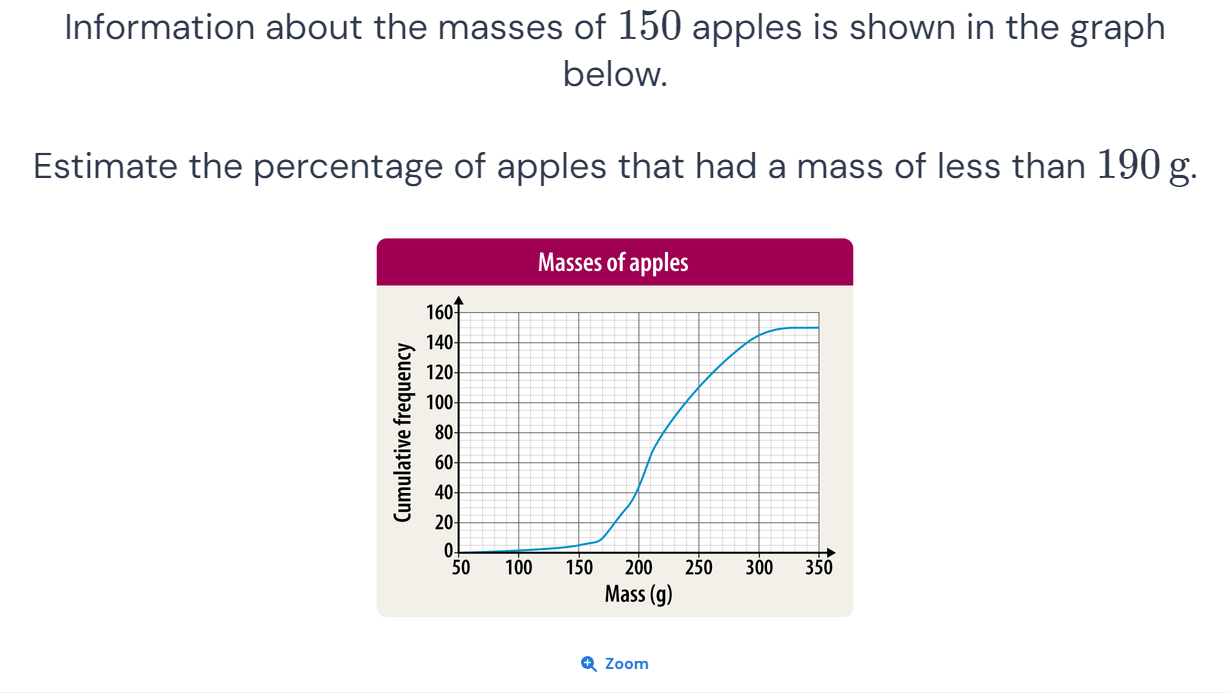 Information about the masses of 150 apples is shown in the graph
below.
Estimate the percentage of apples that had a mass of less than 190 g.
Masses of apples
Cumulative frequency
160
140
120
100
80
60
40
20
0
50 100 150 200 250 300 350
Mass (g)
Zoom